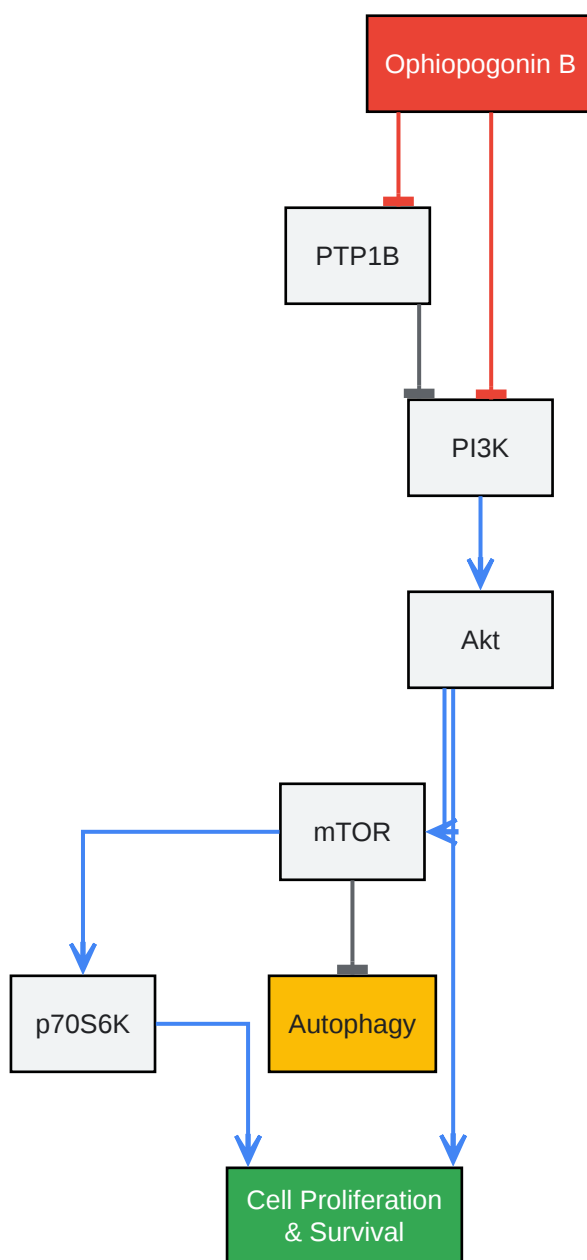 Ophiopogonin B
PTP1B
PI3K
Akt
mTOR
p70S6K
Autophagy
Cell Proliferation
& Survival